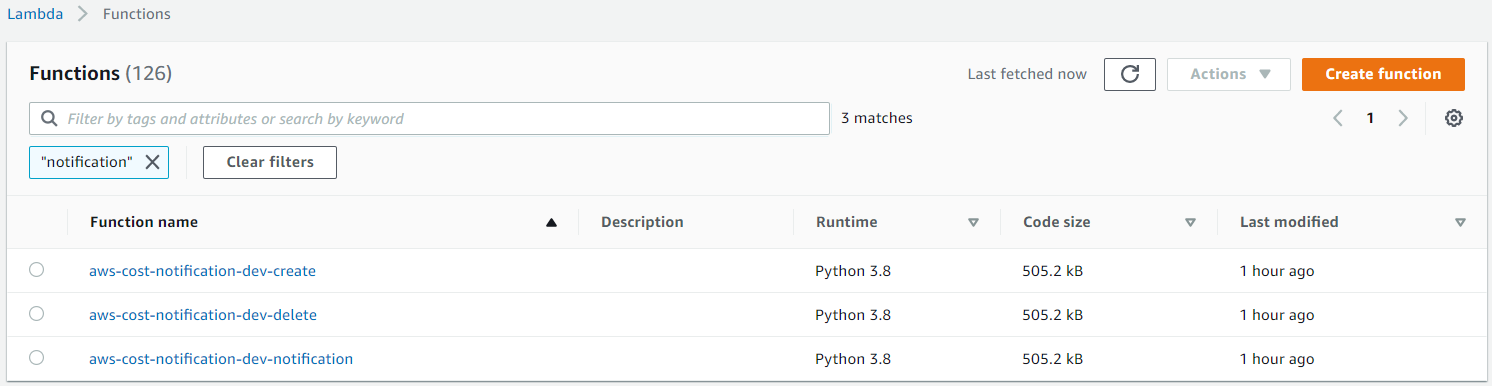 Lambda > Functions
Functions (126) Last fetched now Actions Create function
Filter by tags and attributes or search by keyword 3 matches 1
"notification" Clear filters
Function name Description Runtime Code size Last modified
aws-cost-notification-dev-create Python 3.8 505.2 kB 1 hour ago
aws-cost-notification-dev-delete Python 3.8 505.2 kB 1 hour ago
aws-cost-notification-dev-notification Python 3.8 505.2 kB 1 hour ago